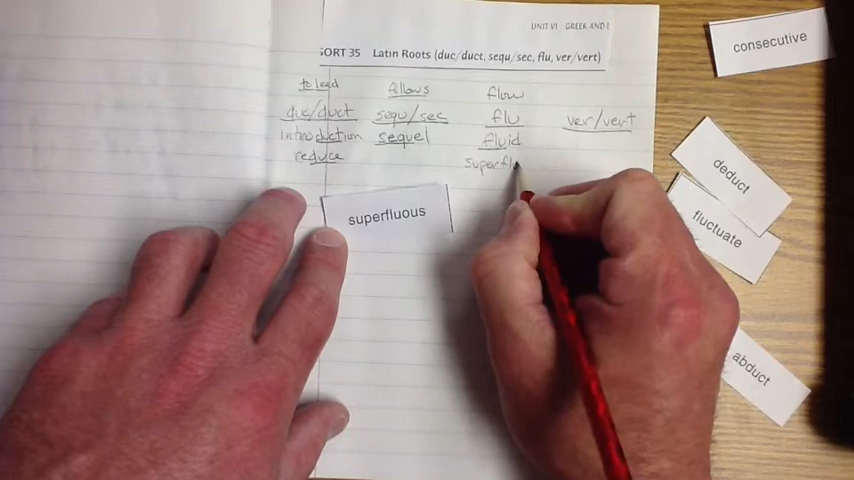 UNIT VI GREEK AND
SORT 35 Latin Roots (duc/duct, sequ/sec, flu, ver/vert)
to lead follows flow
duc/duct sequ/sec flu ver/vert
introduction sequel fluid
reduce superflu
superfluous
consecutive
deduct
fluctuate
abduct